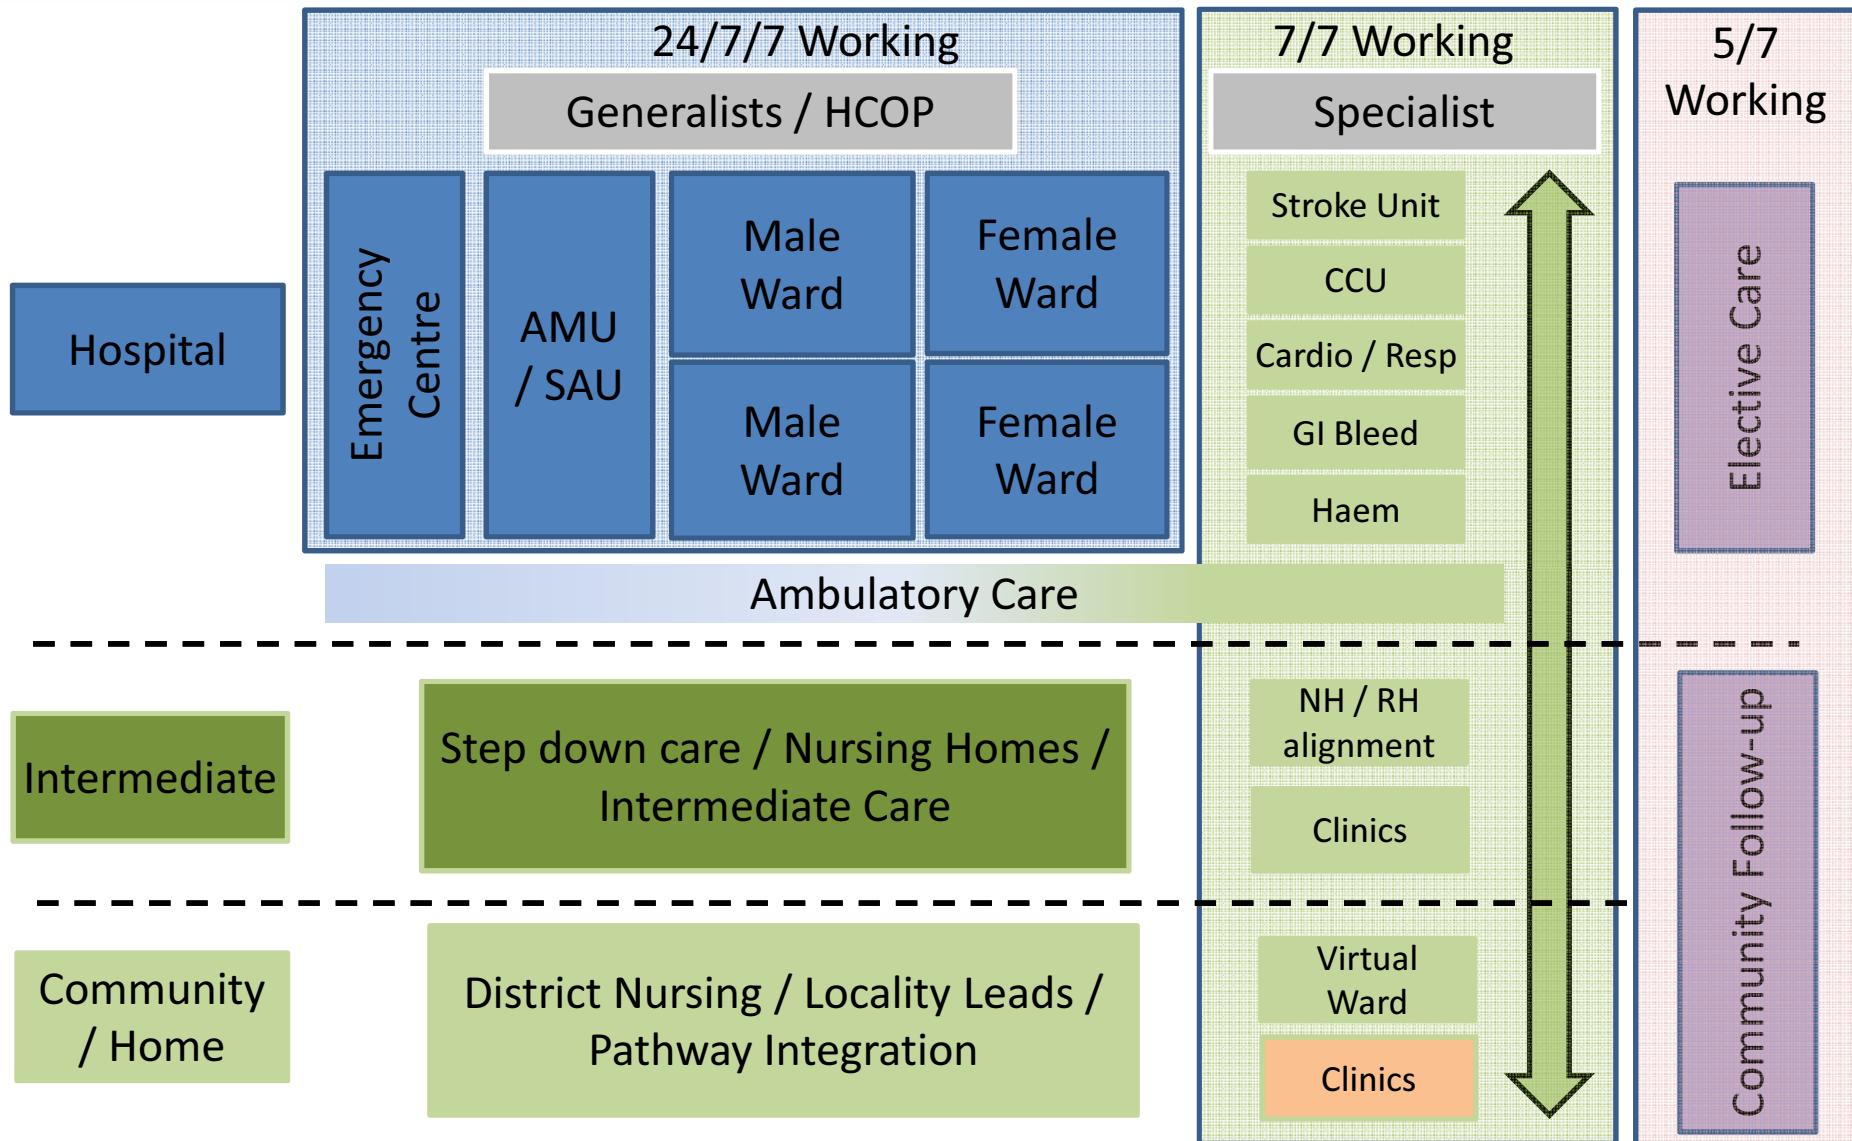 24/7/7 Working
Generalists / HCOP
7/7 Working
Specialist
5/7
Working
Hospital
Emergency
Centre
AMU
/ SAU
Male
Ward
Female
Ward
Male
Ward
Female
Ward
Stroke Unit
CCU
Cardio / Resp
GI Bleed
Haem
Elective Care
Ambulatory Care
Intermediate
Step down care / Nursing Homes /
Intermediate Care
NH / RH
alignment
Clinics
Community Follow-up
Community
/ Home
District Nursing / Locality Leads /
Pathway Integration
Virtual
Ward
Clinics